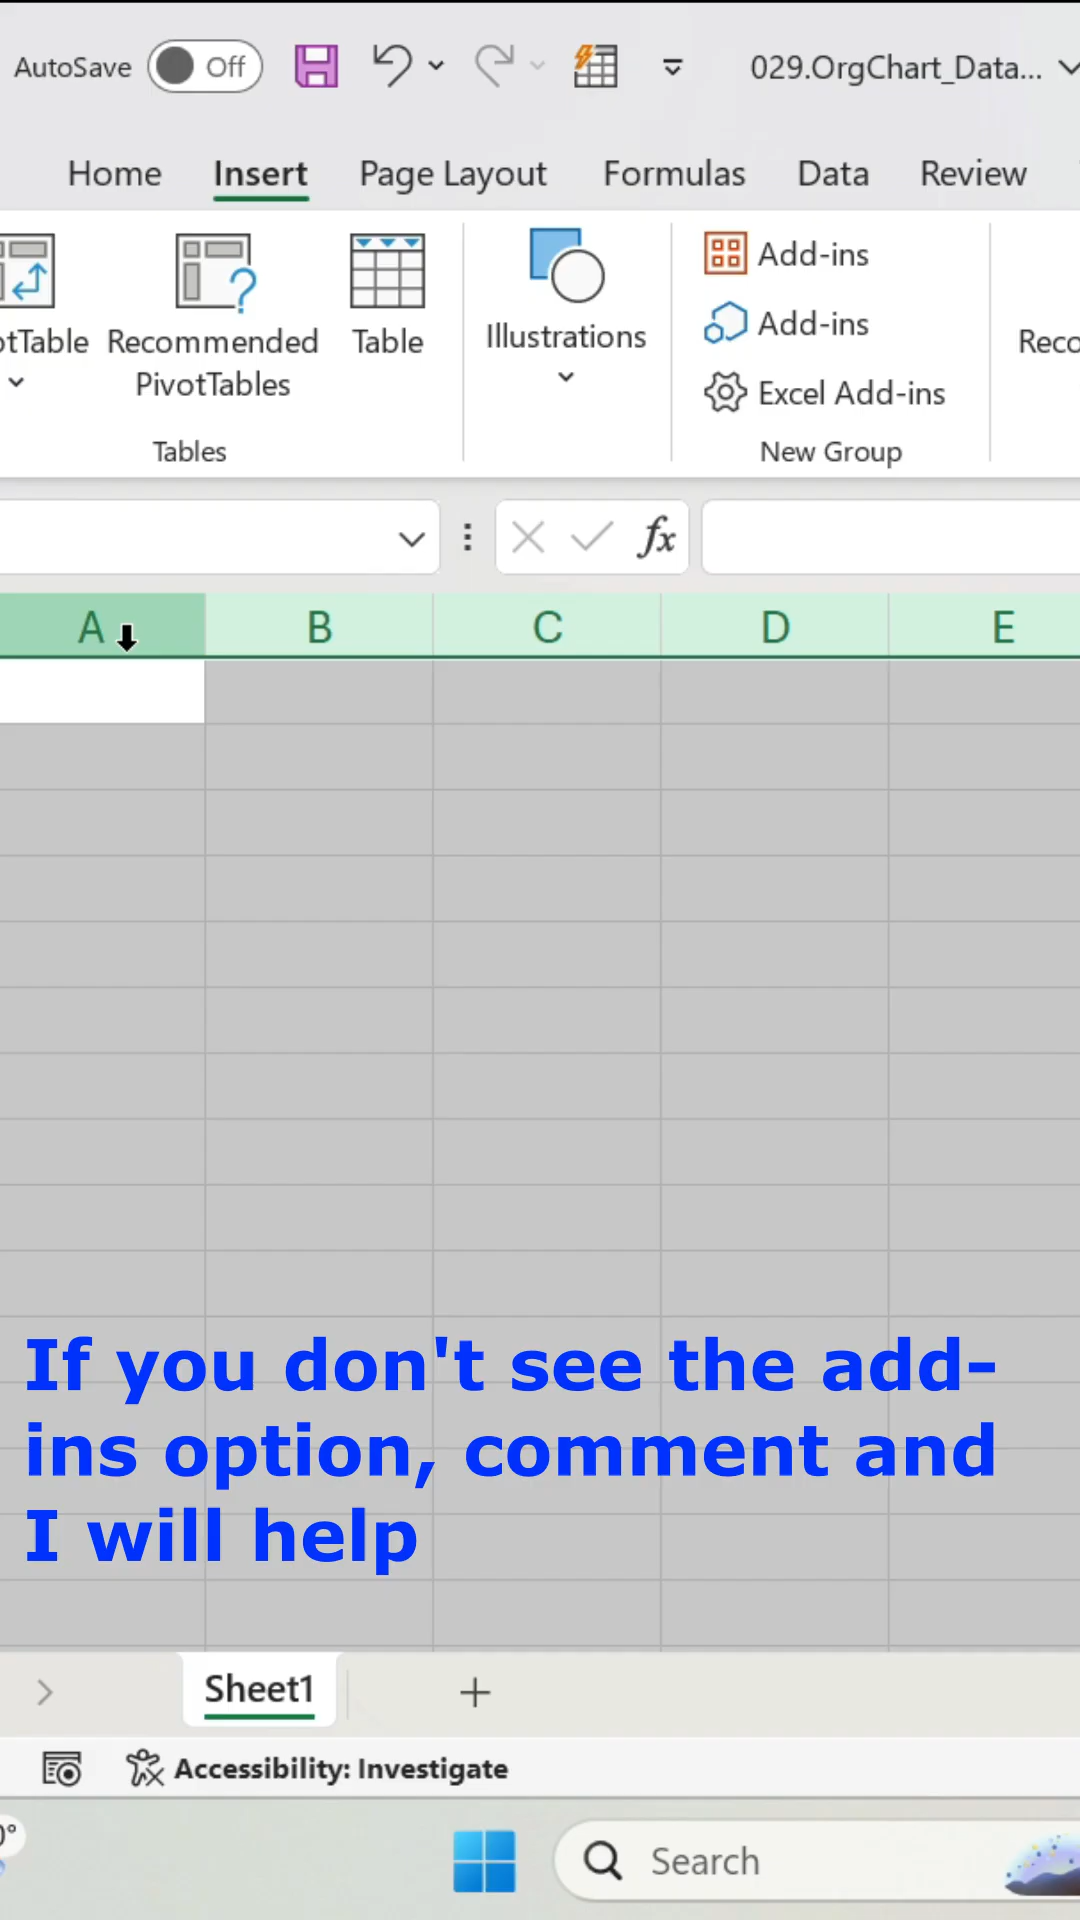 AutoSave Off 029.OrgChart_Data...
Home Insert Page Layout Formulas Data Review
otTable
Recommended
PivotTables
Table
Illustrations
Add-ins
Add-ins
Excel Add-ins
Reco
Tables
New Group
fx
A B C D E
If you don't see the add-
ins option, comment and
I will help
Sheet1
Accessibility: Investigate
0°
Search